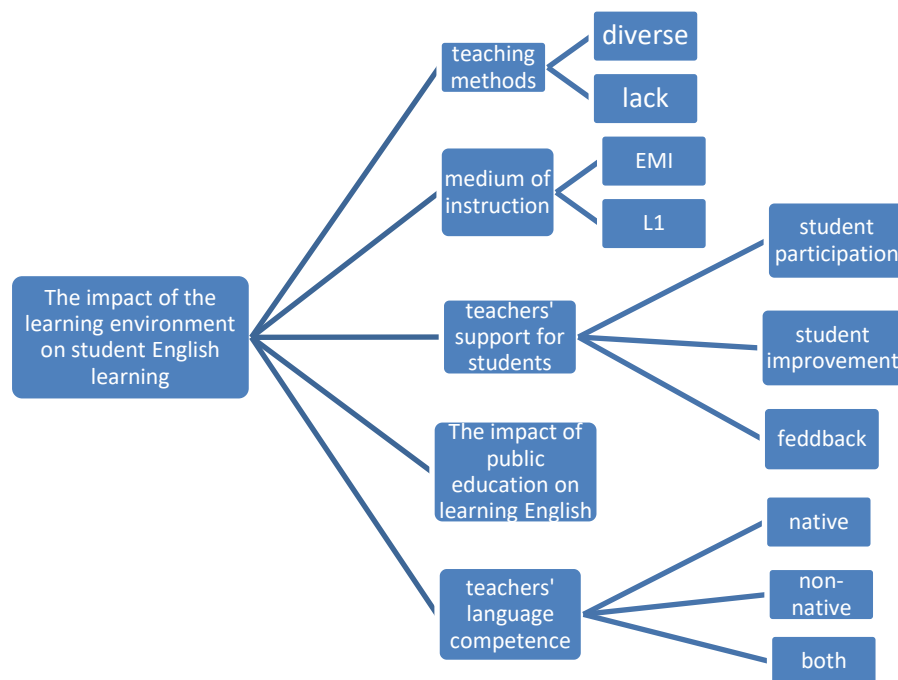 The impact of the
learning environment
on student English
learning
teaching
methods
diverse
lack
medium of
instruction
EMI
L1
teachers'
support for
students
student
participation
student
improvement
feddback
The impact of
public
education on
learning English
teachers'
language
competence
native
non-
native
both